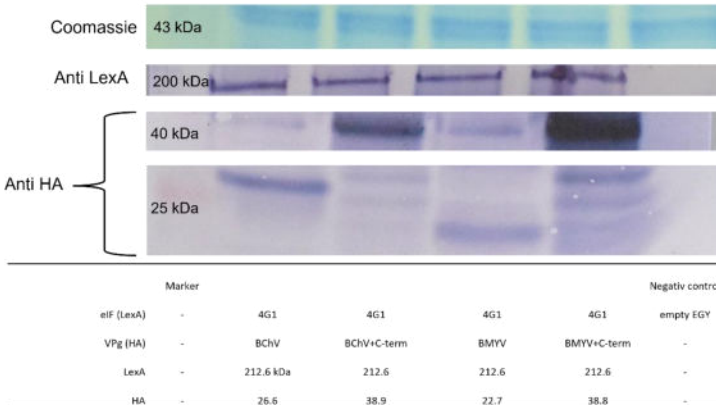 Coomassie 43 kDa
Anti LexA 200 kDa
40 kDa
Anti HA
25 kDa
Marker Negativ contro
eIF (LexA) - 4G1 4G1 4G1 4G1 empty EGY
VPg (HA) - BChV BChV+C-term BMYV BMYV+C-term -
LexA - 212.6 kDa 212.6 212.6 212.6 -
HA - 26.6 38.9 22.7 38.8 -